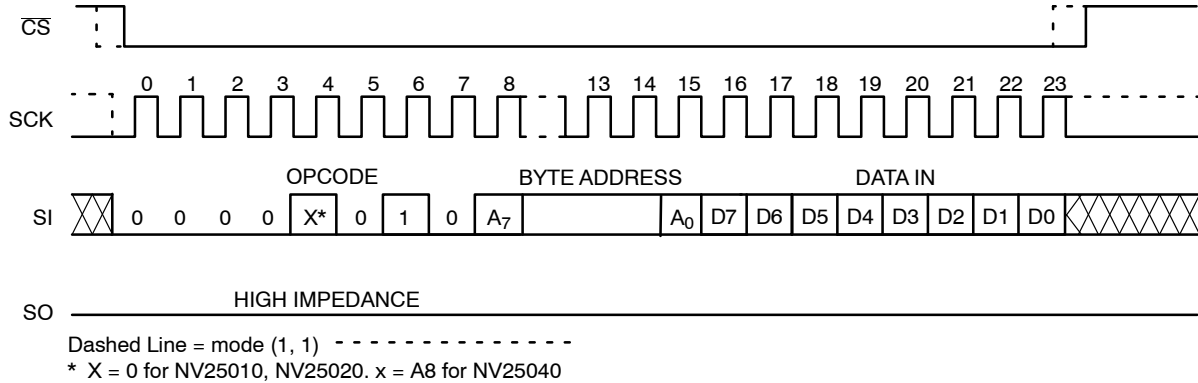 CS
0 1 2 3 4 5 6 7 8 13 14 15 16 17 18 19 20 21 22 23
SCK
OPCODE BYTE ADDRESS DATA IN
SI 0 0 0 0 X* 0 1 0 A7 A0 D7 D6 D5 D4 D3 D2 D1 D0
HIGH IMPEDANCE
SO
Dashed Line = mode (1, 1)
* X = 0 for NV25010, NV25020. x = A8 for NV25040